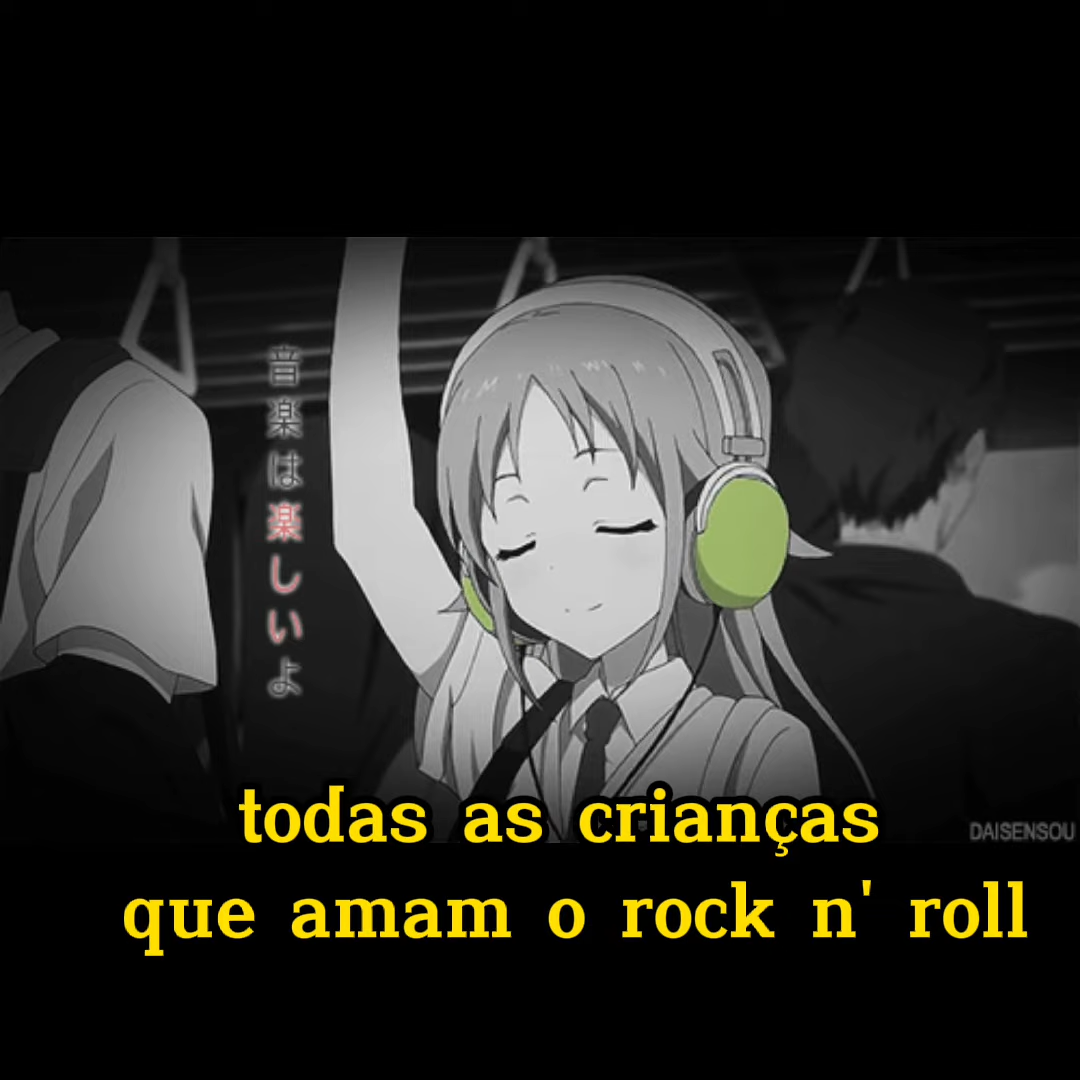 音楽は楽しいよ
todas as crianças
que amam o rock n' roll
DAISENSOU